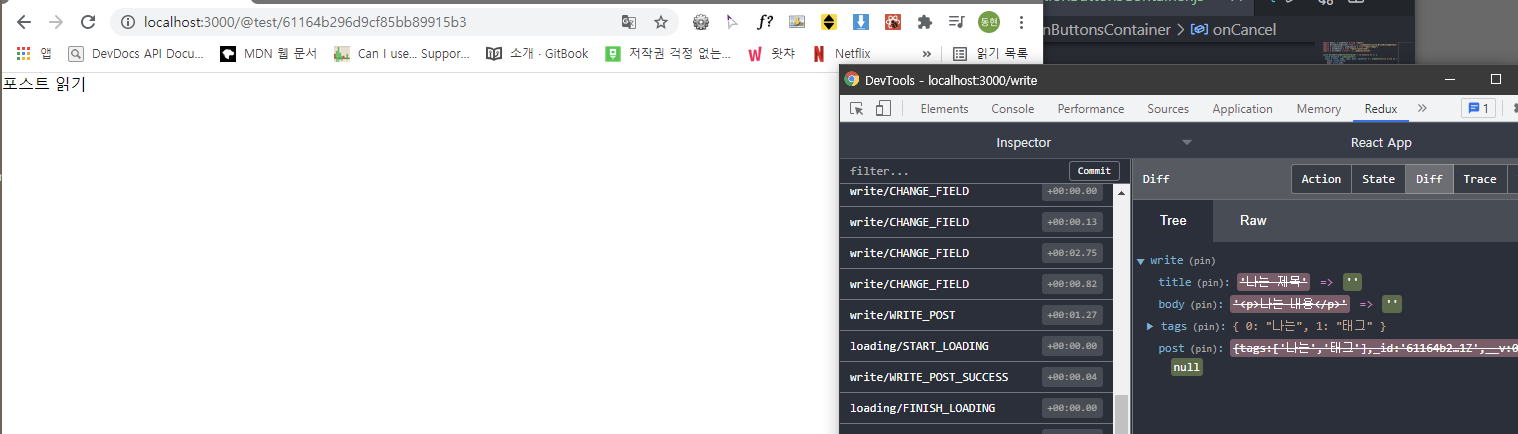 localhost:3000/@test/61164b296d9cf85bb89915b3
동현
앱 DevDocs API Docu... MDN 웹 문서 Can I use... Suppor... 소개 · GitBook 저작권 걱정 없는... 왓챠 Netflix » 읽기 목록
포스트 읽기
nButtonsContainer > onCancel
DevTools - localhost:3000/write
Elements Console Performance Sources Application Memory Redux » 1
Inspector React App
filter... Commit
write/CHANGE_FIELD +00:00.00
write/CHANGE_FIELD +00:00.13
write/CHANGE_FIELD +00:02.75
write/CHANGE_FIELD +00:00.82
write/WRITE_POST +00:01.27
loading/START_LOADING +00:00.00
write/WRITE_POST_SUCCESS +00:00.04
loading/FINISH_LOADING +00:00.00
Diff Action State Diff Trace
Tree Raw
write (pin)
title (pin): '나는 제목' => ''
body (pin): '<p>나는 내용</p>' => ''
tags (pin): { 0: "나는", 1: "태그" }
post (pin): {tags:['나는','태그'],_id:'61164b2…1Z',__v:0
null